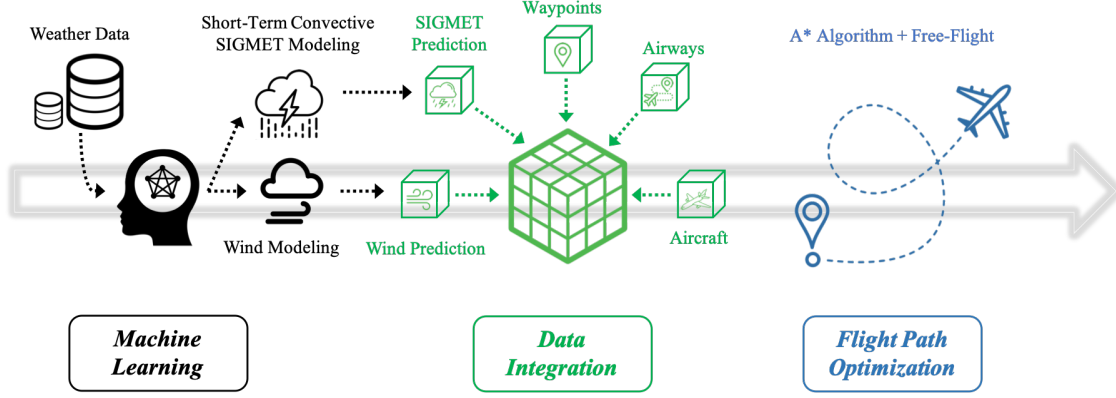 Weather Data
Short-Term Convective
SIGMET Modeling
SIGMET
Prediction
Waypoints
Airways
A* Algorithm + Free-Flight
Wind Modeling
Wind Prediction
Aircraft
Machine
Learning
Data
Integration
Flight Path
Optimization